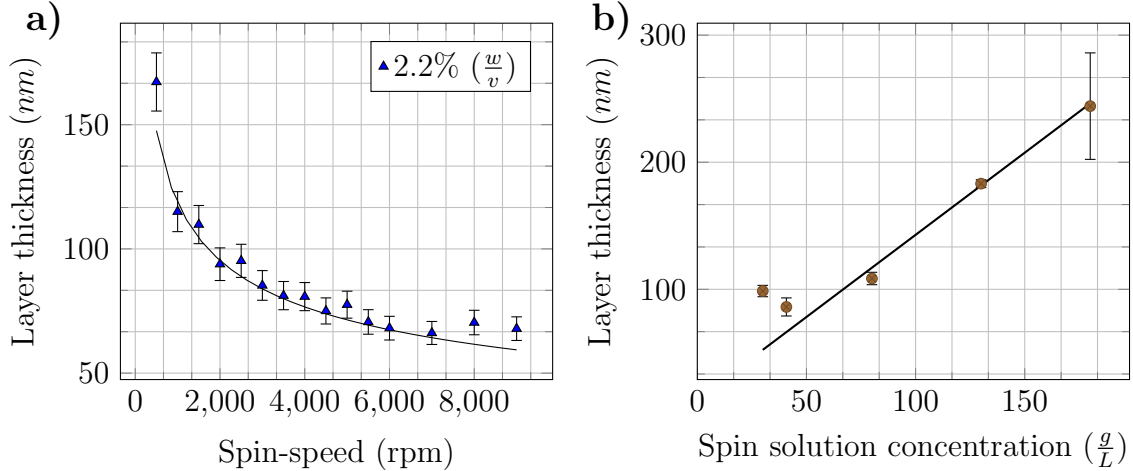 a)
Layer thickness (nm)
150
100
50
0
2,000
4,000
6,000
8,000
Spin-speed (rpm)
2.2% (w/v)
b)
Layer thickness (nm)
300
200
100
0
50
100
150
Spin solution concentration (g/L)